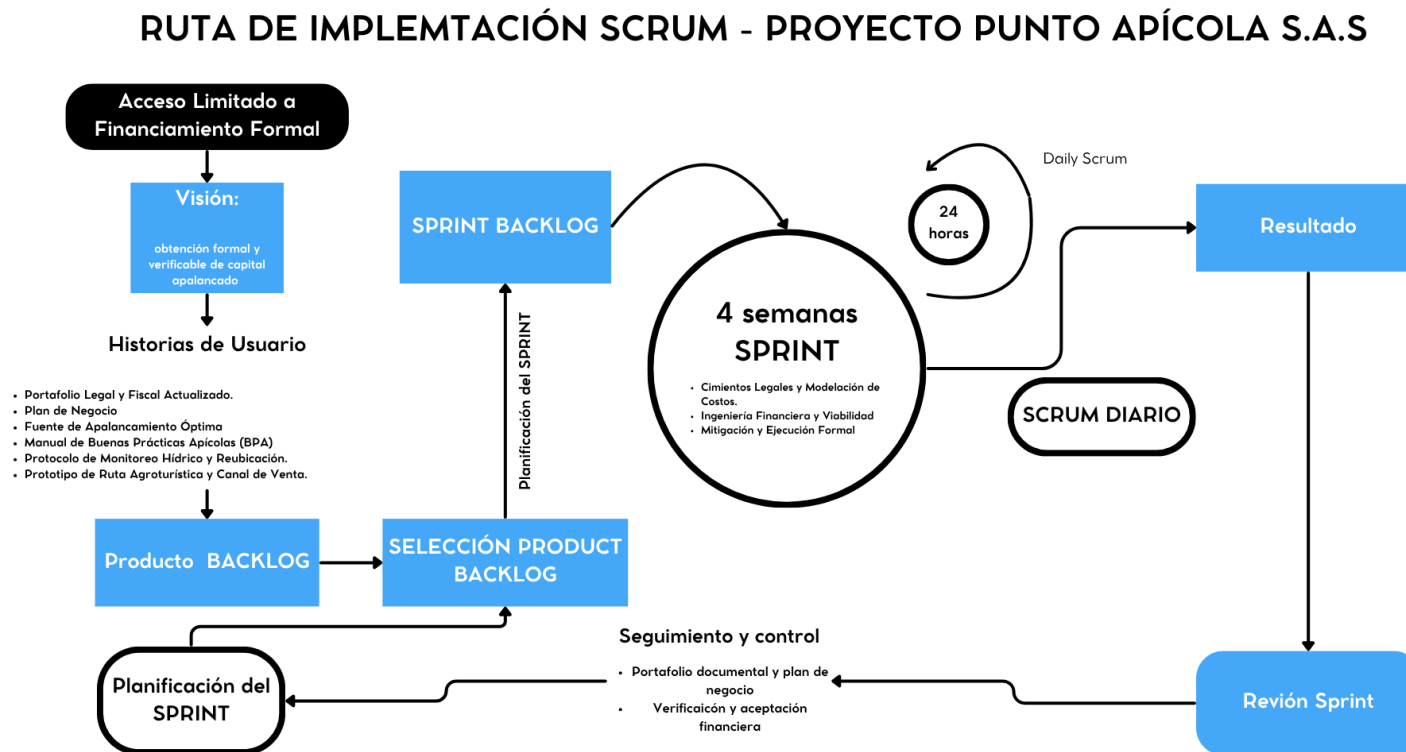 RUTA DE IMPLEMTACIÓN SCRUM - PROYECTO PUNTO APÍCOLA S.A.S
Acceso Limitado a
Financiamiento Formal
Visión:
obtención formal y
verificable de capital
apalancado
Historias de Usuario
• Portafolio Legal y Fiscal Actualizado.
• Plan de Negocio
• Fuente de Apalancamiento Óptima
• Manual de Buenas Prácticas Apícolas (BPA)
• Protocolo de Monitoreo Hídrico y Reubicación.
• Prototipo de Ruta Agroturística y Canal de Venta.
Producto BACKLOG
SELECCIÓN PRODUCT
BACKLOG
Planificación del SPRINT
SPRINT BACKLOG
4 semanas
SPRINT
• Cimientos Legales y Modelación de
Costos.
• Ingeniería Financiera y Viabilidad
• Mitigación y Ejecución Formal
24
horas
Daily Scrum
SCRUM DIARIO
Resultado
Revión Sprint
Seguimiento y control
• Portafolio documental y plan de
negocio
• Verificaicón y aceptación
financiera
Planificación del
SPRINT